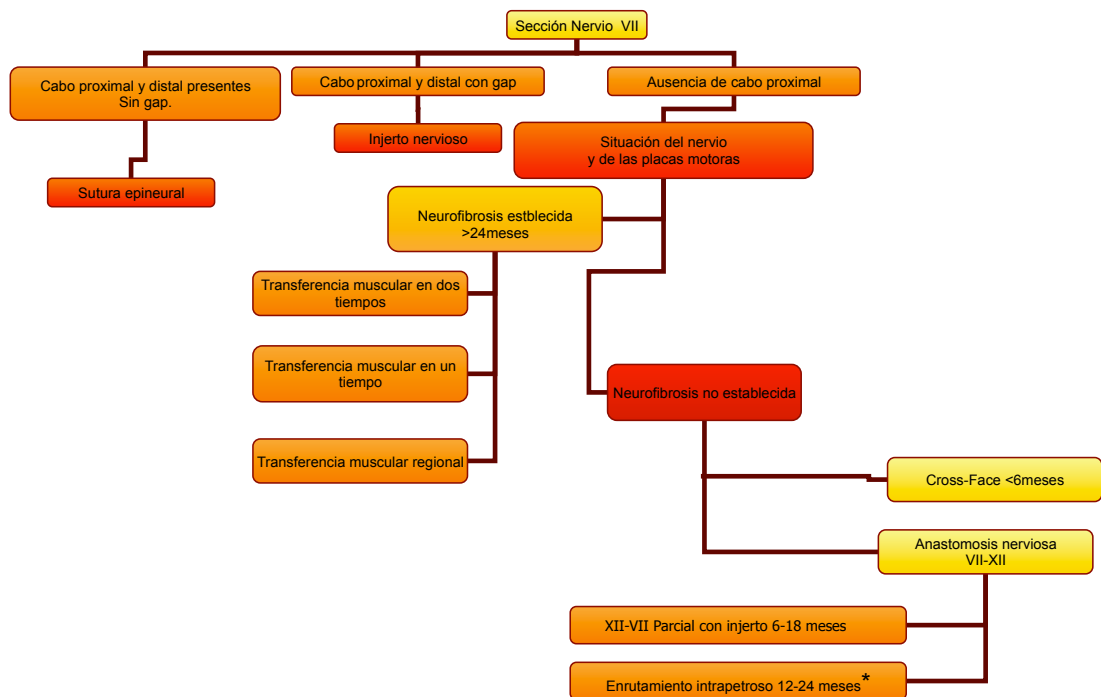 Sección Nervio VII
Cabo proximal y distal presentes
Sin gap.
Cabo proximal y distal con gap
Ausencia de cabo proximal
Injerto nervioso
Situación del nervio
y de las placas motoras
Sutura epineural
Neurofibrosis estblecida
>24meses
Transferencia muscular en dos
tiempos
Transferencia muscular en un
tiempo
Neurofibrosis no establecida
Transferencia muscular regional
Cross-Face <6meses
Anastomosis nerviosa
VII-XII
XII-VII Parcial con injerto 6-18 meses
Enrutamiento intrapetroso 12-24 meses*